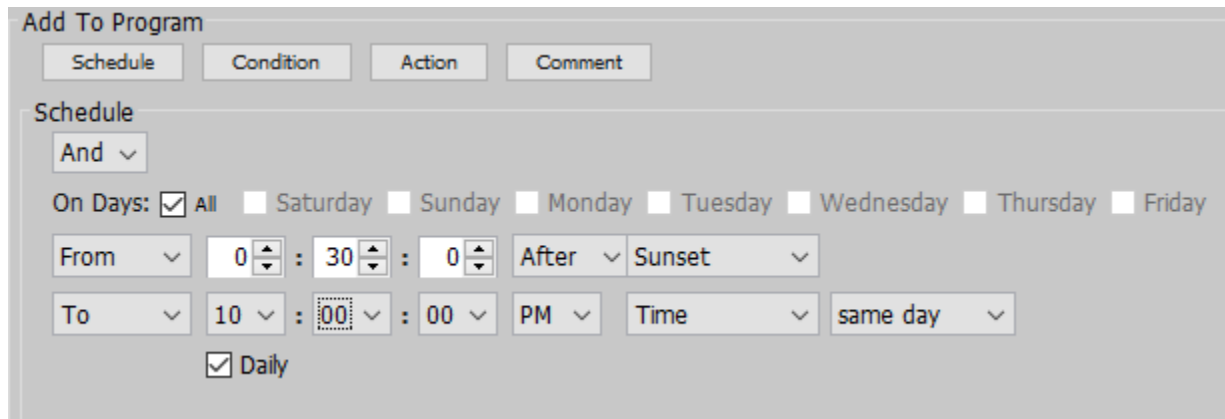 Add To Program
Schedule Condition Action Comment
Schedule
And
On Days: All Saturday Sunday Monday Tuesday Wednesday Thursday Friday
From 0 : 30 : 0 After Sunset
To 10 : 00 : 00 PM Time same day
Daily